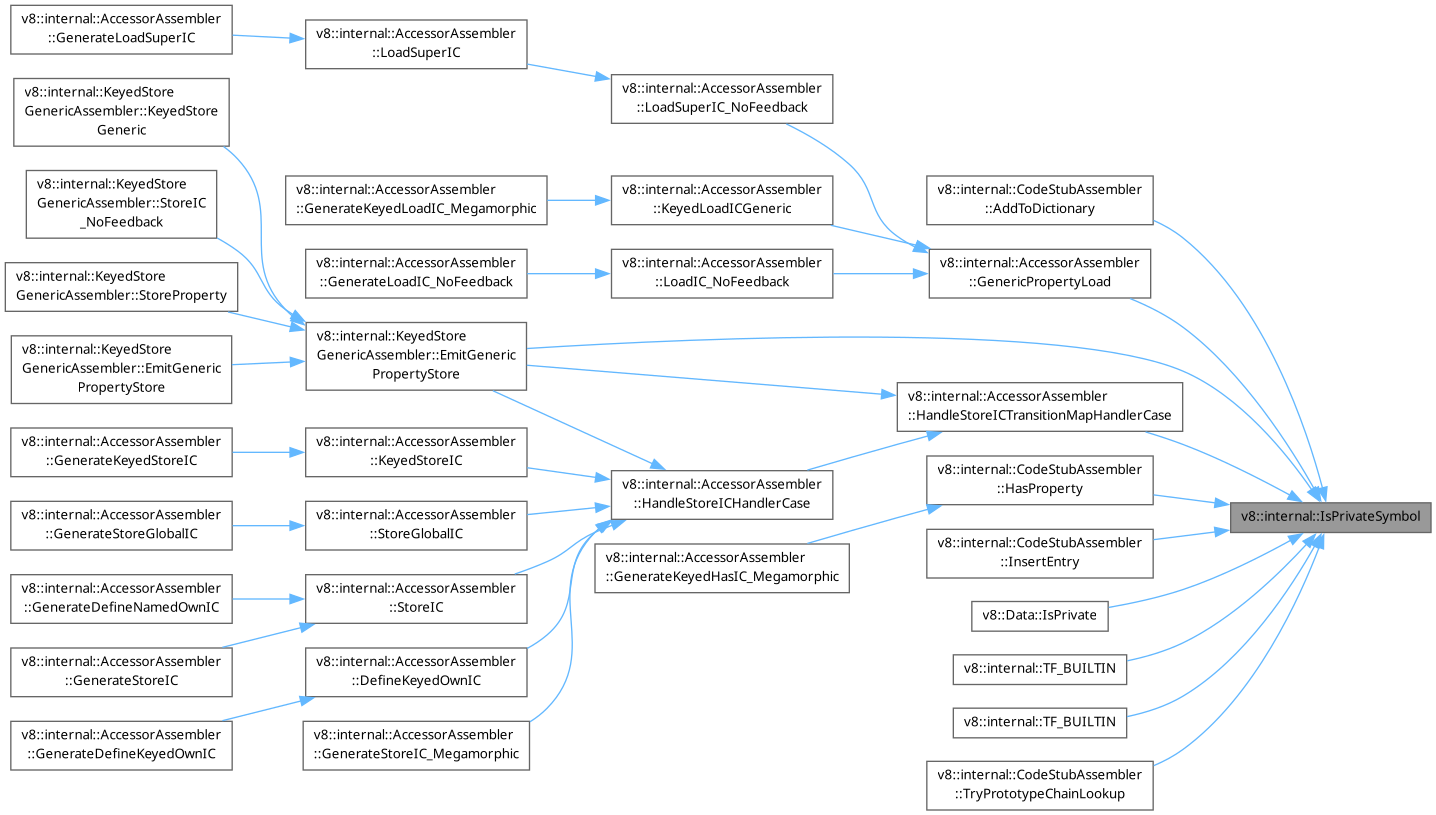 v8::internal::AccessorAssembler
::GenerateLoadSuperIC
v8::internal::KeyedStore
GenericAssembler::KeyedStore
Generic
v8::internal::KeyedStore
GenericAssembler::StoreIC
_NoFeedback
v8::internal::KeyedStore
GenericAssembler::StoreProperty
v8::internal::KeyedStore
GenericAssembler::EmitGeneric
PropertyStore
v8::internal::AccessorAssembler
::GenerateKeyedStoreIC
v8::internal::AccessorAssembler
::GenerateStoreGlobalIC
v8::internal::AccessorAssembler
::GenerateDefineNamedOwnIC
v8::internal::AccessorAssembler
::GenerateStoreIC
v8::internal::AccessorAssembler
::GenerateDefineKeyedOwnIC
v8::internal::AccessorAssembler
::LoadSuperIC
v8::internal::AccessorAssembler
::GenerateKeyedLoadIC_Megamorphic
v8::internal::AccessorAssembler
::GenerateLoadIC_NoFeedback
v8::internal::KeyedStore
GenericAssembler::EmitGeneric
PropertyStore
v8::internal::AccessorAssembler
::KeyedStoreIC
v8::internal::AccessorAssembler
::StoreGlobalIC
v8::internal::AccessorAssembler
::StoreIC
v8::internal::AccessorAssembler
::DefineKeyedOwnIC
v8::internal::AccessorAssembler
::GenerateStoreIC_Megamorphic
v8::internal::AccessorAssembler
::LoadSuperIC_NoFeedback
v8::internal::AccessorAssembler
::KeyedLoadICGeneric
v8::internal::AccessorAssembler
::LoadIC_NoFeedback
v8::internal::AccessorAssembler
::HandleStoreICHandlerCase
v8::internal::AccessorAssembler
::GenerateKeyedHasIC_Megamorphic
v8::internal::CodeStubAssembler
::AddToDictionary
v8::internal::AccessorAssembler
::GenericPropertyLoad
v8::internal::AccessorAssembler
::HandleStoreICTransitionMapHandlerCase
v8::internal::CodeStubAssembler
::HasProperty
v8::internal::CodeStubAssembler
::InsertEntry
v8::Data::IsPrivate
v8::internal::TF_BUILTIN
v8::internal::TF_BUILTIN
v8::internal::CodeStubAssembler
::TryPrototypeChainLookup
v8::internal::IsPrivateSymbol